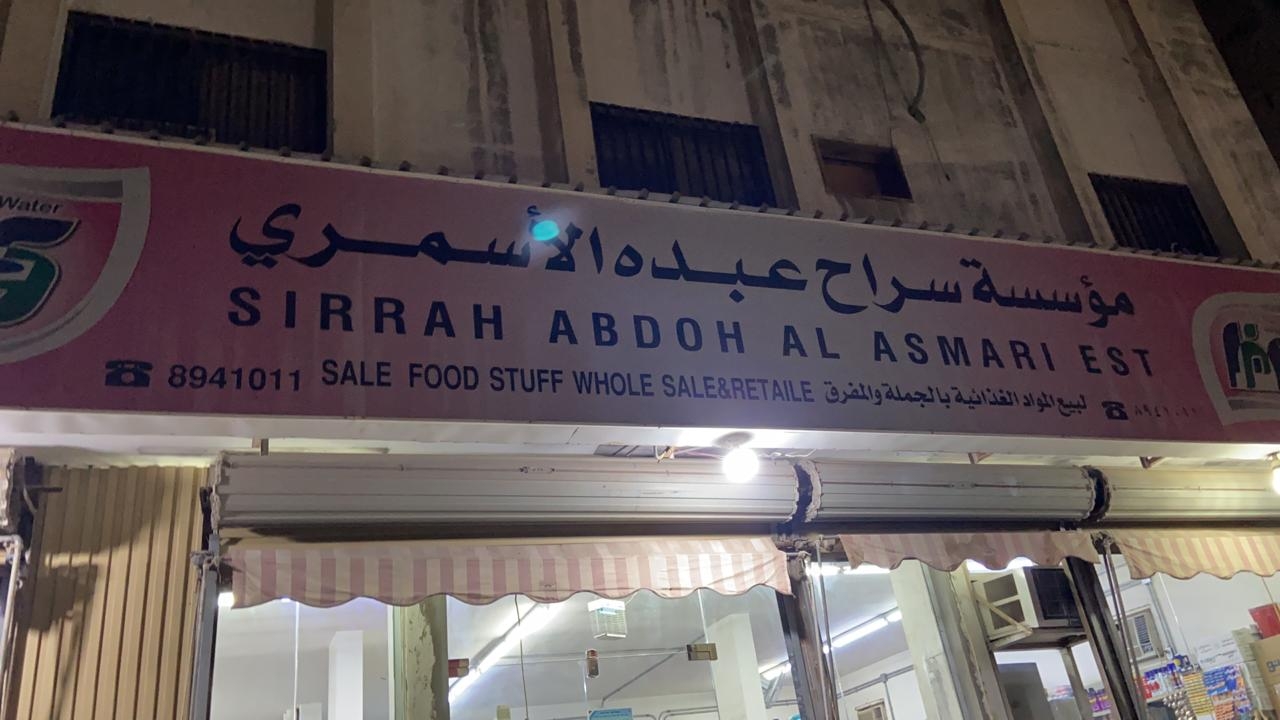 Water
مؤسسة سراح عبده الأسمري
SIRRAH ABDOH AL ASMARI EST
8941011 SALE FOOD STUFF WHOLE SALE&RETAILE لبيع المواد الغذائية بالجملة والمفرق